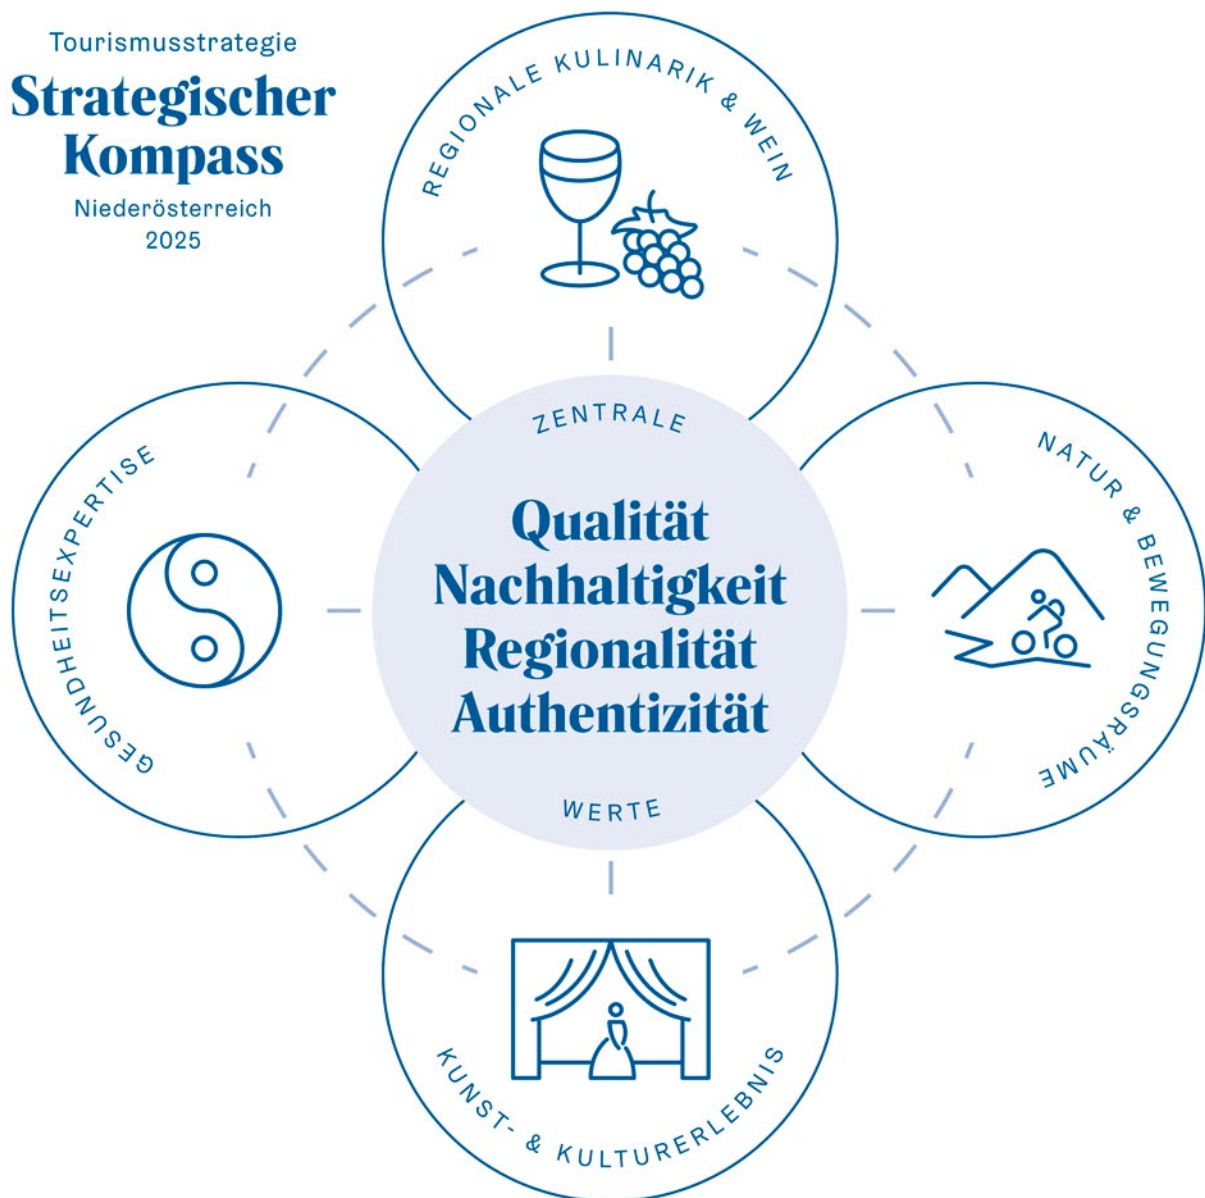 Tourismusstrategie
Strategischer
Kompass
Niederösterreich
2025
REGIONALE KULINARIK & WEIN
GESUNDHEITSEXPERTISE
ZENTRALE
Qualität
Nachhaltigkeit
Regionalität
Authentizität
WERTE
NATUR & BEWEGUNGSRÄUME
KUNST- & KULTURERLEBNIS